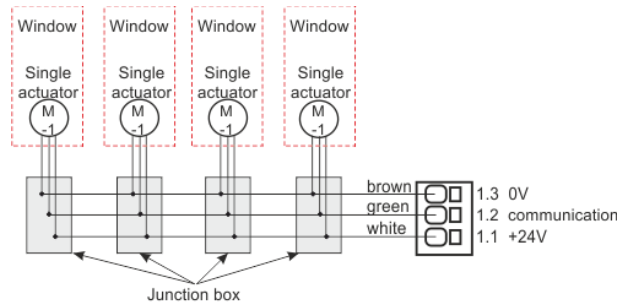 Window Window Window Window
Single actuator Single actuator Single actuator Single actuator
M -1 M -1 M -1 M -1
brown 1.3 0V
green 1.2 communication
white 1.1 +24V
Junction box